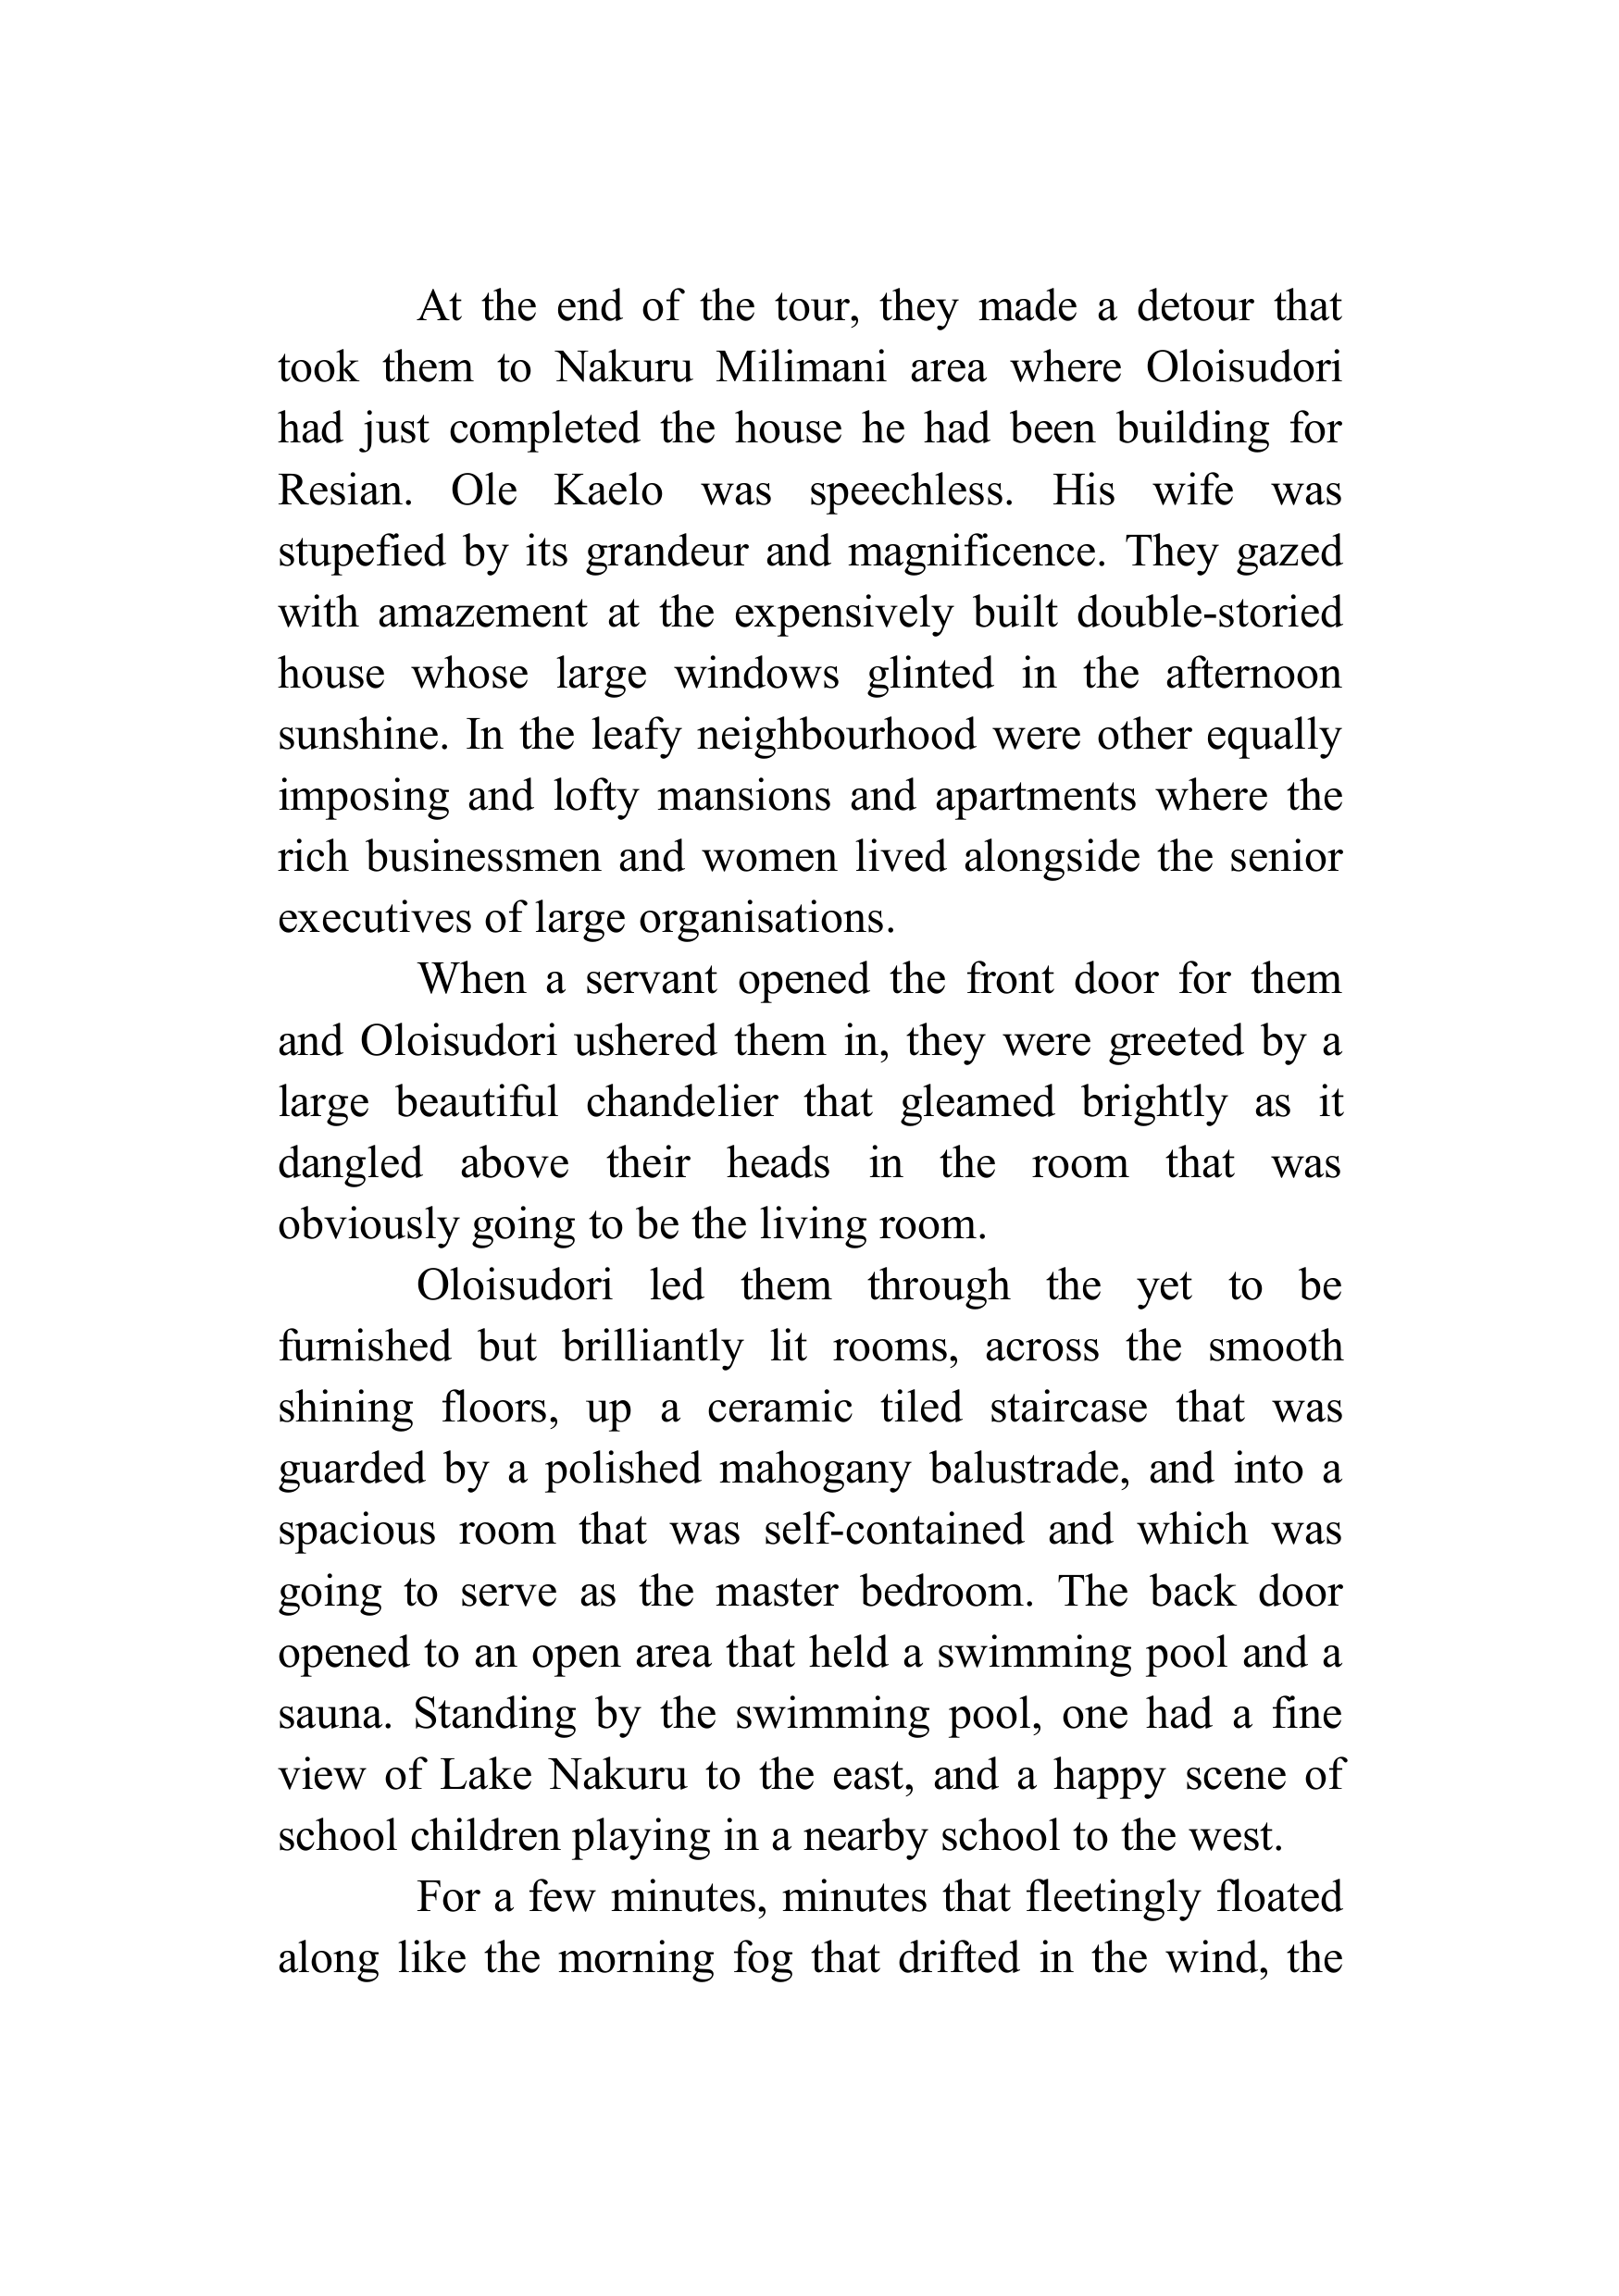 At the end of the tour, they made a detour that
took them to Nakuru Milimani area where Oloisudori
had just completed the house he had been building for
Resian. Ole Kaelo was speechless. His wife was
stupefied by its grandeur and magnificence. They gazed
with amazement at the expensively built double-storied
house whose large windows glinted in the afternoon
sunshine. In the leafy neighbourhood were other equally
imposing and lofty mansions and apartments where the
rich businessmen and women lived alongside the senior
executives of large organisations.
When a servant opened the front door for them
and Oloisudori ushered them in, they were greeted by a
large beautiful chandelier that gleamed brightly as it
dangled above their heads in the room that was
obviously going to be the living room.
Oloisudori led them through the yet to be
furnished but brilliantly lit rooms, across the smooth
shining floors, up a ceramic tiled staircase that was
guarded by a polished mahogany balustrade, and into a
spacious room that was self-contained and which was
going to serve as the master bedroom. The back door
opened to an open area that held a swimming pool and a
sauna. Standing by the swimming pool, one had a fine
view of Lake Nakuru to the east, and a happy scene of
school children playing in a nearby school to the west.
For a few minutes, minutes that fleetingly floated
along like the morning fog that drifted in the wind, the